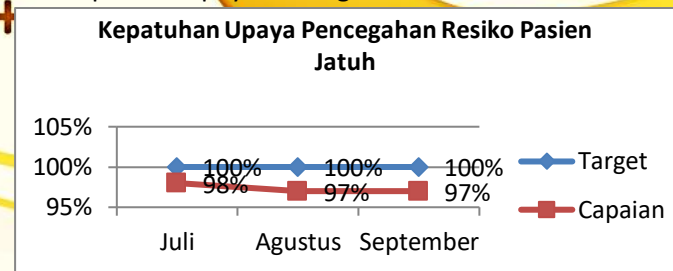 Kepatuhan Upaya Pencegahan Resiko Pasien
Jatuh
105%
100%
95%
100% 100% 100%
98% 97% 97%
Juli Agustus September
Target
Capaian